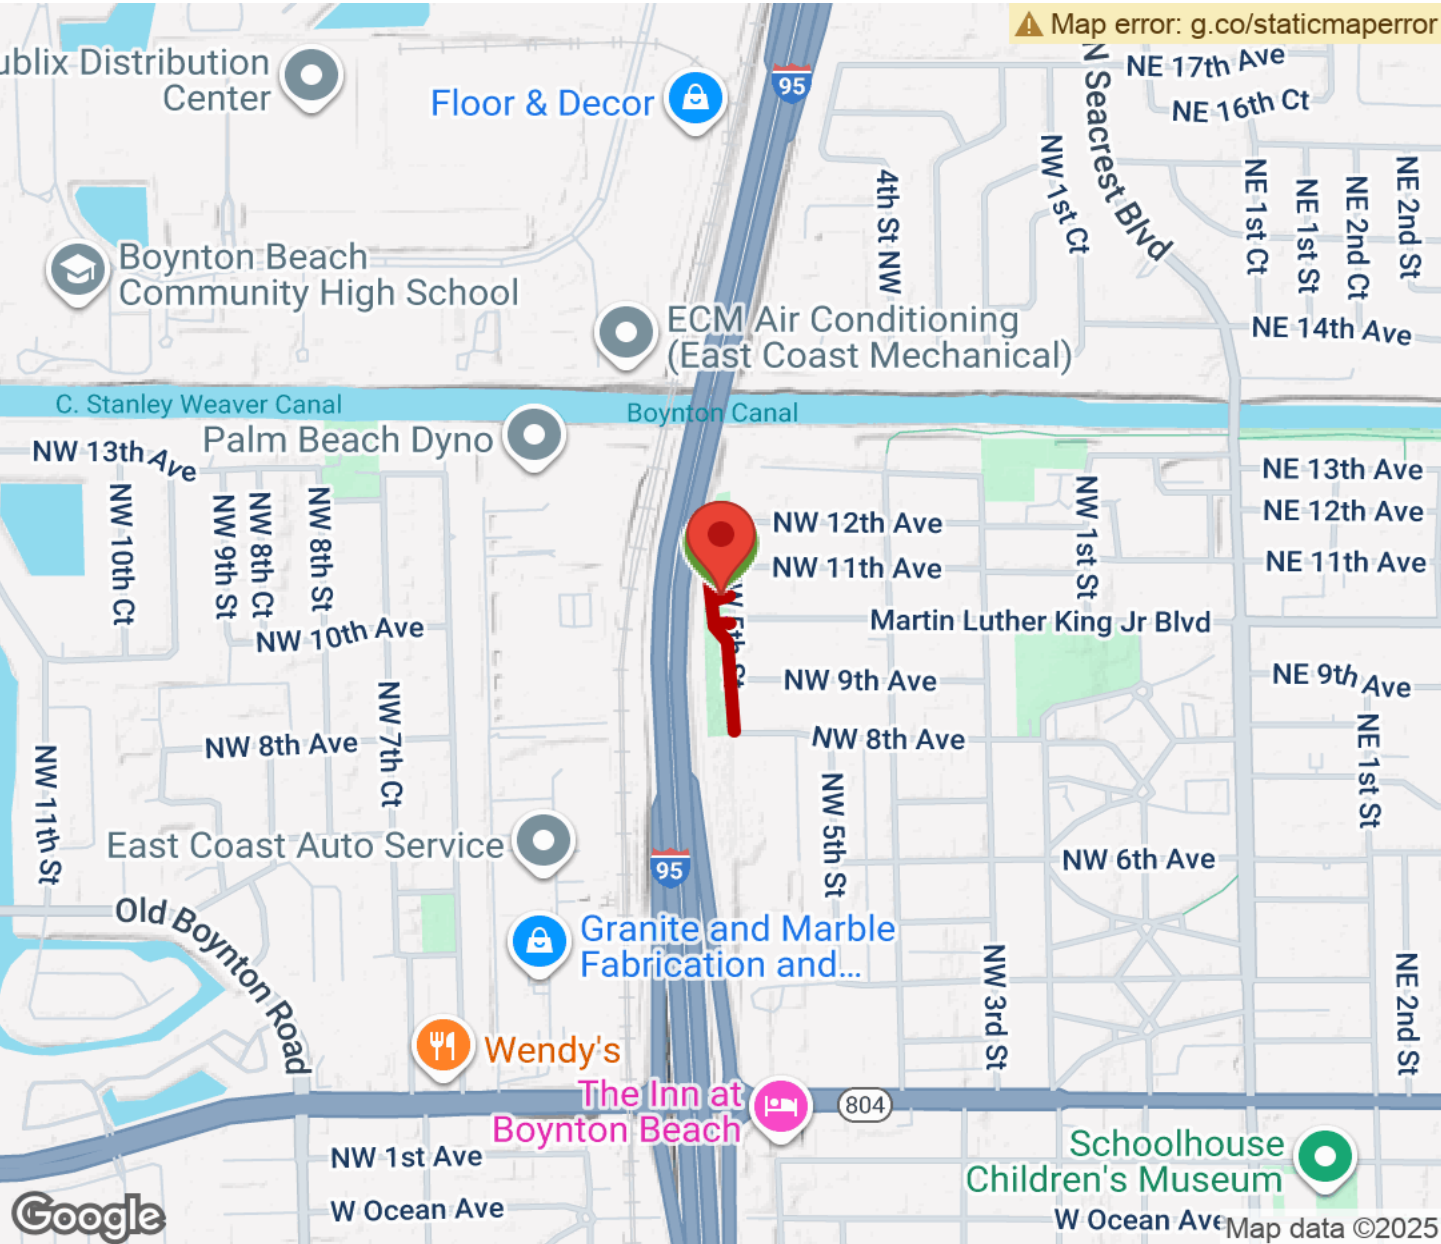 Map error: g.co/staticmaperror
ublix Distribution
Center
Floor & Decor
95
N Seacrest Blvd
NE 17th Ave
NE 16th Ct
NW 1st Ct
4th St NW
NE 1st Ct
NE 1st St
NE 2nd Ct
NE 2nd St
Boynton Beach
Community High School
ECM Air Conditioning
(East Coast Mechanical)
NE 14th Ave
C. Stanley Weaver Canal
Boynton Canal
Palm Beach Dyno
NW 13th Ave
NE 13th Ave
NW 10th Ct
NW 9th St
NW 8th Ct
NW 8th St
NW 12th Ave
NW 1st St
NE 12th Ave
NW 11th Ave
NE 11th Ave
W 5th St
Martin Luther King Jr Blvd
NW 10th Ave
NW 9th Ave
NE 9th Ave
NW 7th Ct
NW 8th Ave
NW 8th Ave
NE 1st St
NW 11th St
NW 5th St
East Coast Auto Service
95
NW 6th Ave
Old Boynton Road
Granite and Marble
Fabrication and...
NW 3rd St
NE 2nd St
Wendy's
The Inn at
Boynton Beach
804
Schoolhouse
Children's Museum
NW 1st Ave
W Ocean Ave
W Ocean Ave
Google
Map data ©2025